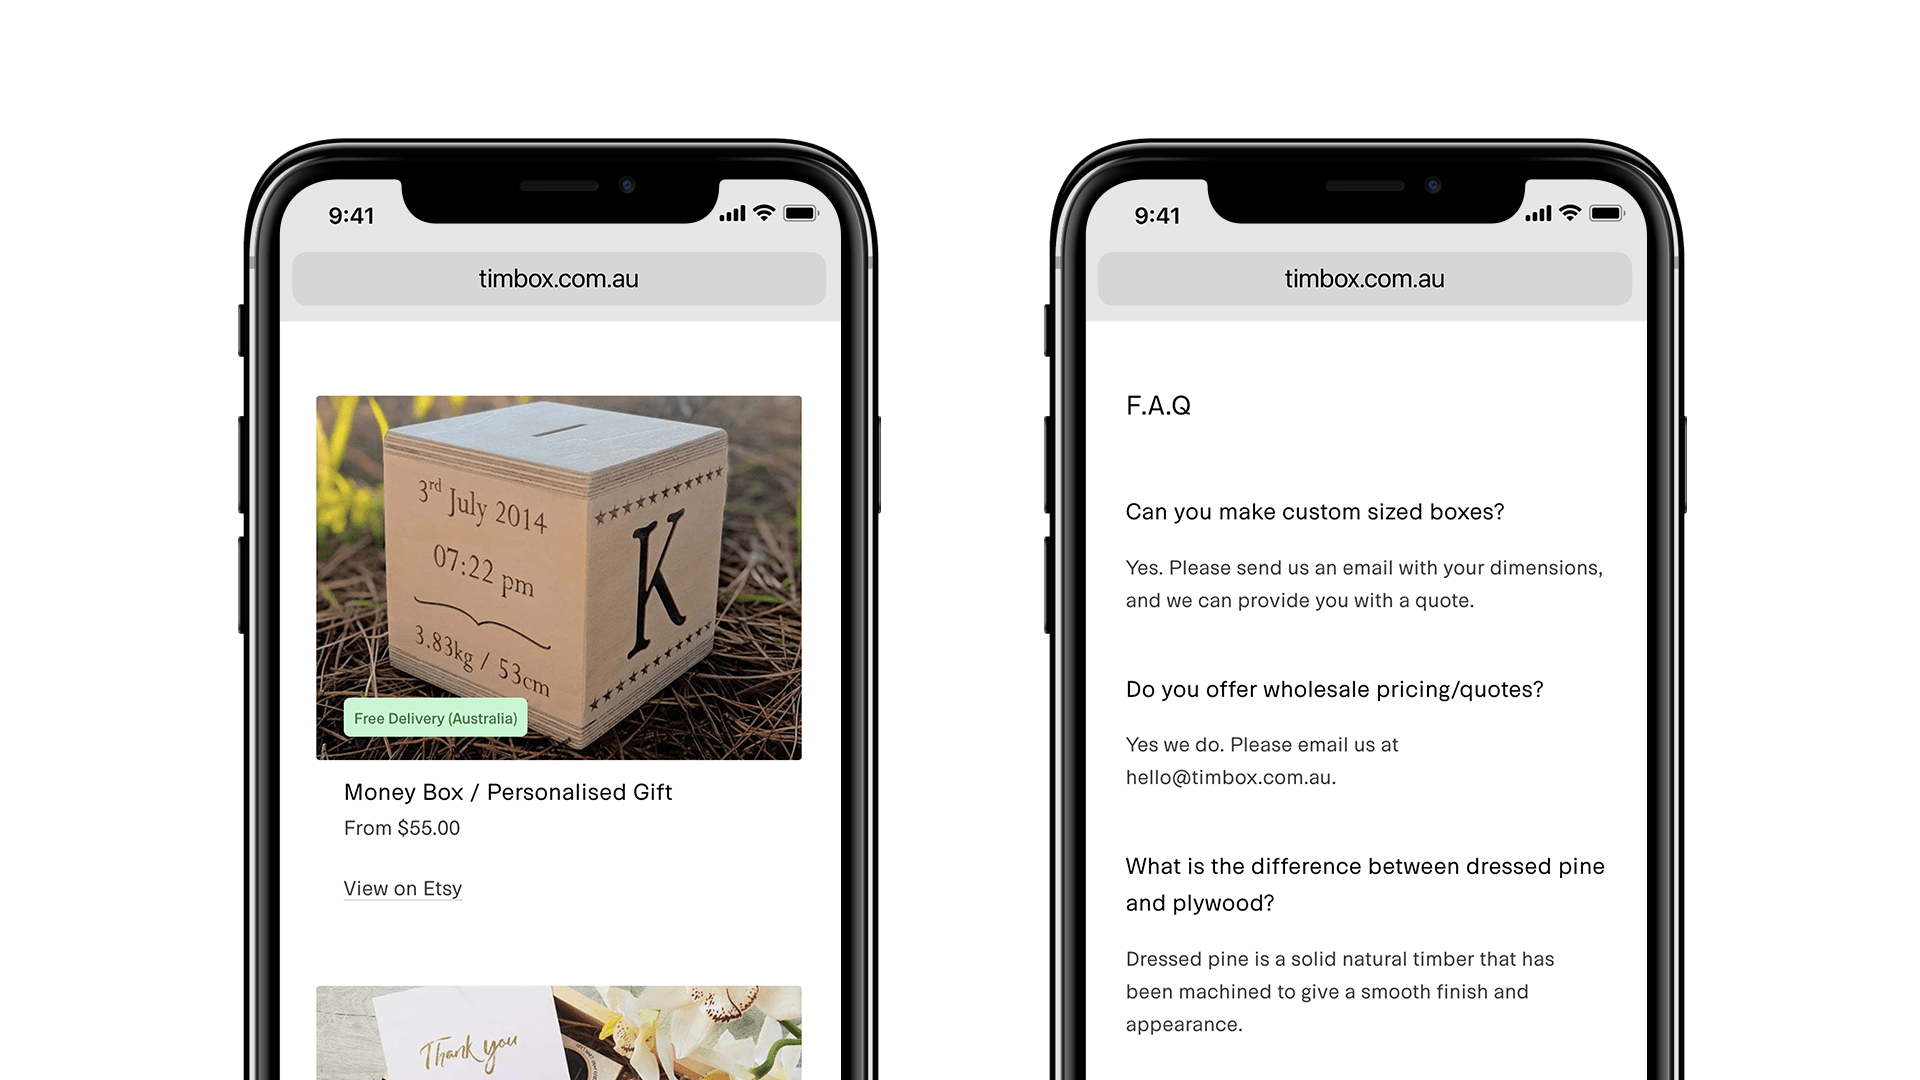 9:41
timbox.com.au
3rd July 2014
07:22 pm
3.83kg / 53cm
K
Free Delivery (Australia)
Money Box / Personalised Gift
From $55.00
View on Etsy
Thank you
9:41
timbox.com.au
F.A.Q
Can you make custom sized boxes?
Yes. Please send us an email with your dimensions,
and we can provide you with a quote.
Do you offer wholesale pricing/quotes?
Yes we do. Please email us at
hello@timbox.com.au.
What is the difference between dressed pine
and plywood?
Dressed pine is a solid natural timber that has
been machined to give a smooth finish and
appearance.